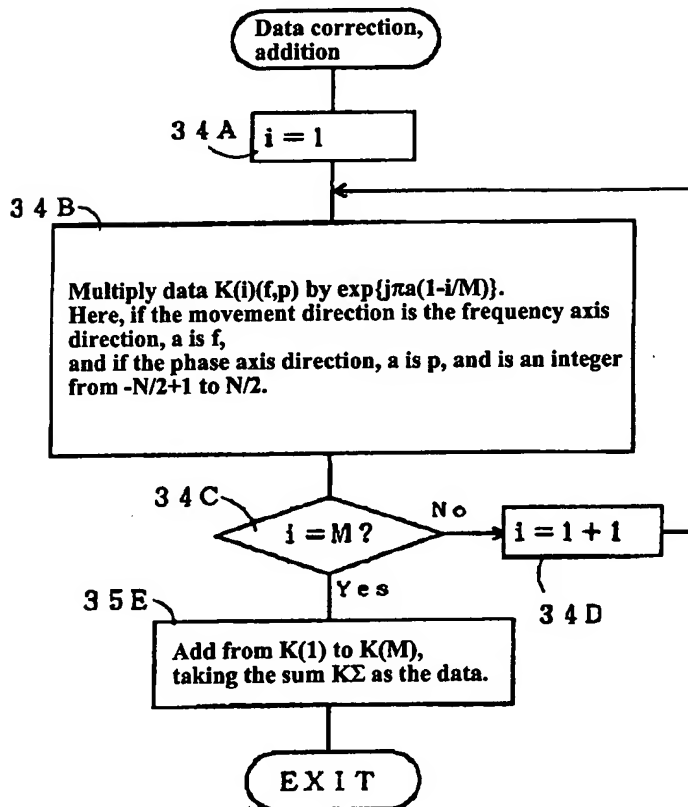 Data correction,
addition
34A
i = 1
34B
Multiply data K(i)(f,p) by exp{jπa(1-i/M)}.
Here, if the movement direction is the frequency axis
direction, a is f,
and if the phase axis direction, a is p, and is an integer
from -N/2+1 to N/2.
34C
i = M ?
No
i = 1 + 1
34D
Yes
35E
Add from K(1) to K(M),
taking the sum KΣ as the data.
EXIT